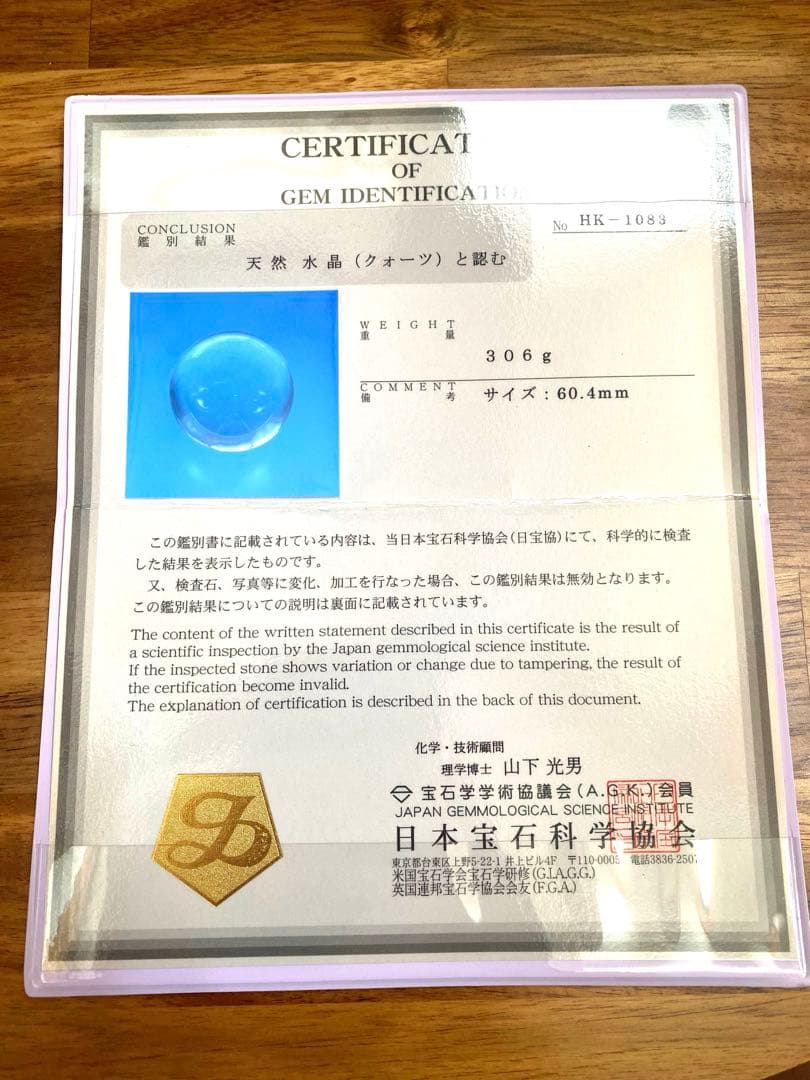 CERTIFICAT
OF
GEM IDENTIFICATIO
CONCLUSION
鑑別結果
No HK-1083
天然 水晶(クォーツ)と認む
WEIGHT
重量
306g
COMMENT
備考
サイズ:60.4mm
この鑑別書に記載されている内容は、当日本宝石科学協会(日宝協)にて、科学的に検査
した結果を表示したものです。
又、検査石、写真等に変化、加工を行なった場合、この鑑別結果は無効となります。
この鑑別結果についての説明は裏面に記載されています。
The content of the written statement described in this certificate is the result of
a scientific inspection by the Japan gemmological science institute.
If the inspected stone shows variation or change due to tampering, the result of
the certification become invalid.
The explanation of certification is described in the back of this document.
化学・技術顧問
理学博士 山下 光男
宝石学学術協議会(A.G.K.)会員
JAPAN GEMMOLOGICAL SCIENCE INSTITUTE
日本宝石科学協会
東京都台東区上野5-22-1 井上ビル4F 〒110-0005 電話3836-2507
米国宝石学会宝石学研修(G.I.A.G.G.)
英国連邦宝石学協会会友(F.G.A.)